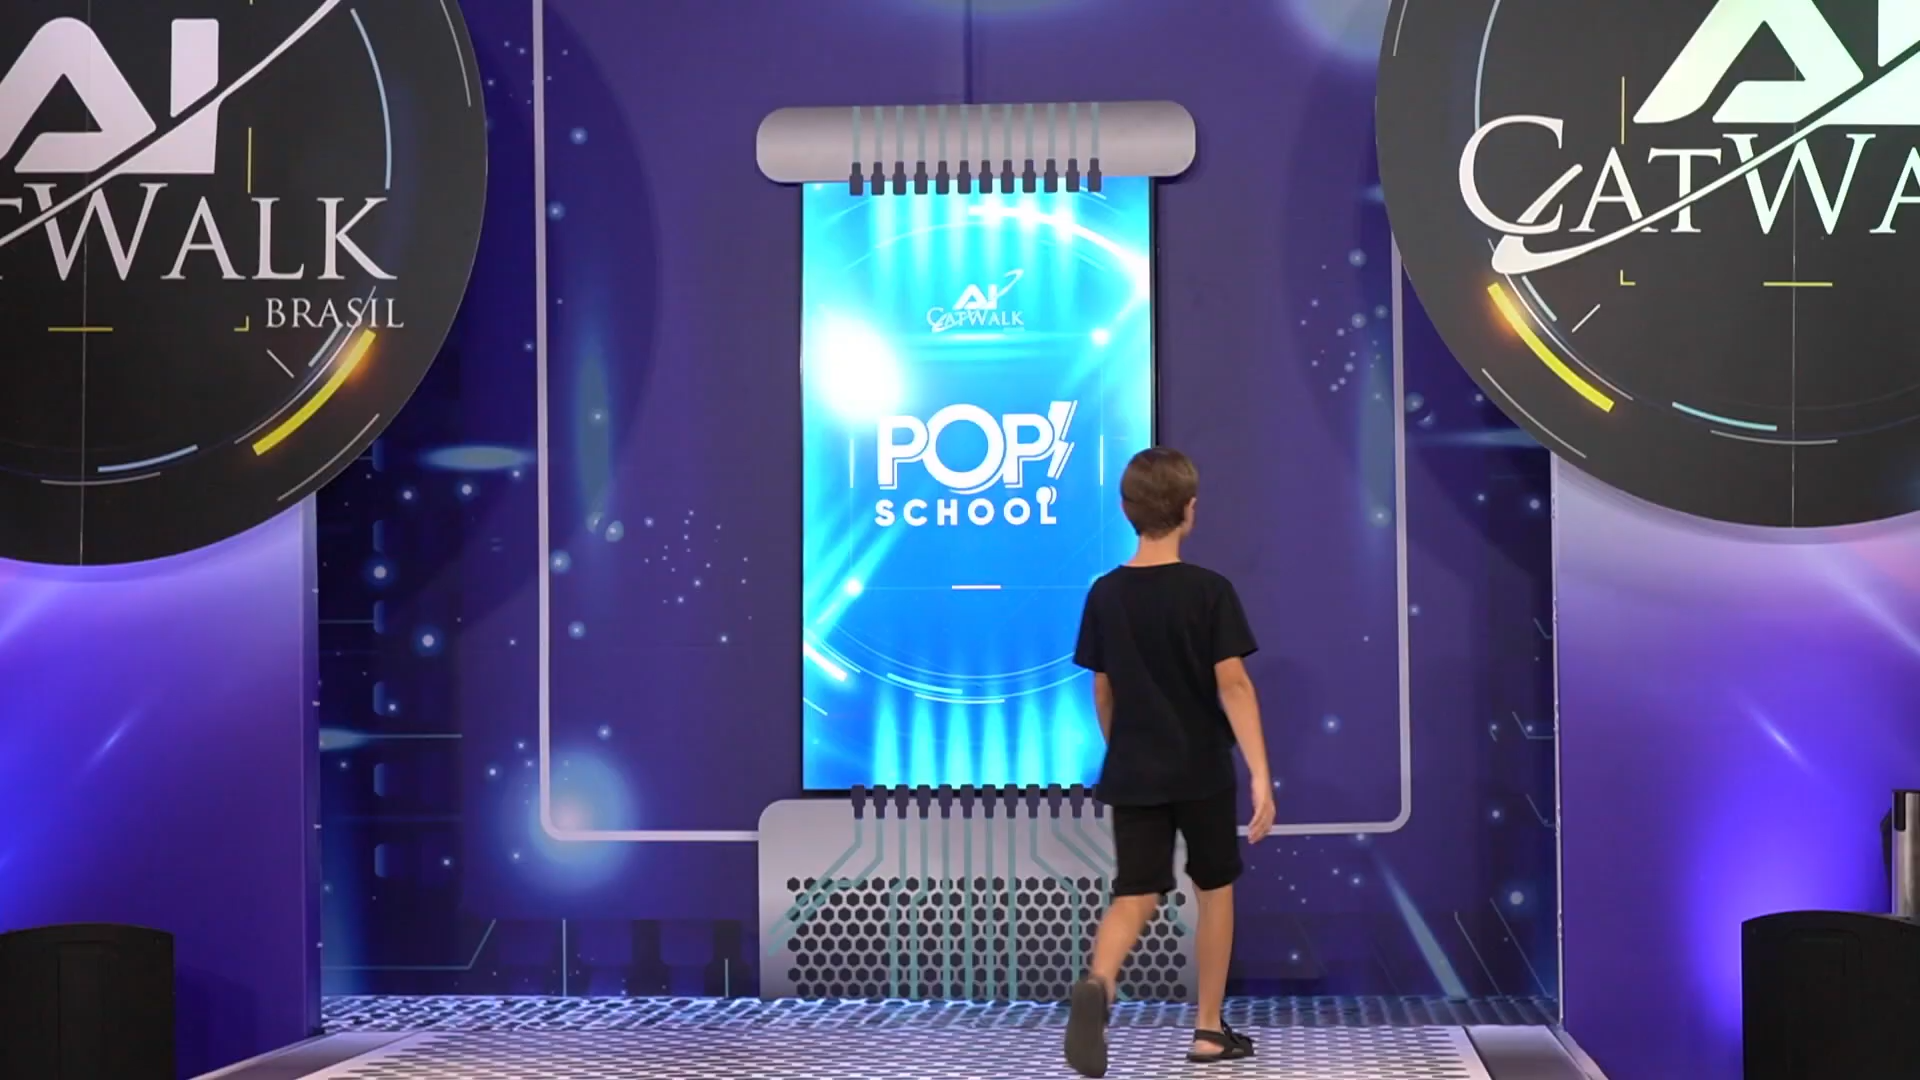 AI
CATWALK
BRASIL
AI
CATWALK
POP!
SCHOOL
AI
CATWA